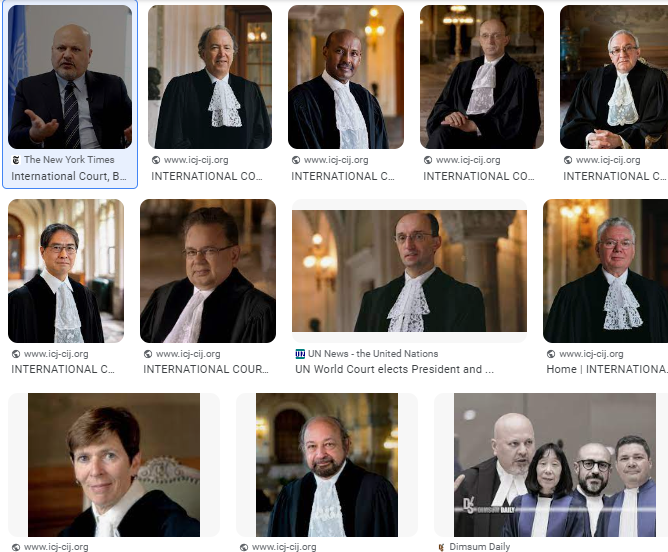 The New York Times
International Court, B...
www.icj-cij.org
INTERNATIONAL CO...
www.icj-cij.org
INTERNATIONAL C...
www.icj-cij.org
INTERNATIONAL CO...
www.icj-cij.org
INTERNATIONAL C...
www.icj-cij.org
INTERNATIONAL C...
www.icj-cij.org
INTERNATIONAL COUR...
UN News - the United Nations
UN World Court elects President and ...
www.icj-cij.org
Home | INTERNATIONA
DIMSUM DAILY
www.icj-cij.org
www.icj-cij.org
Dimsum Daily